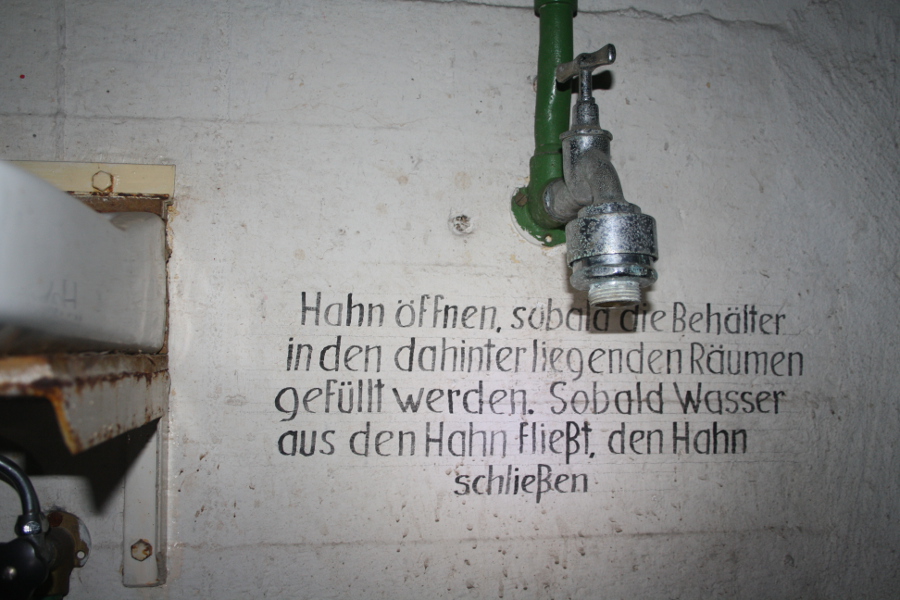 Hahn öffnen, sobald die Behälter
in den dahinter liegenden Räumen
gefüllt werden. Sobald Wasser
aus den Hahn fließt, den Hahn
schließen